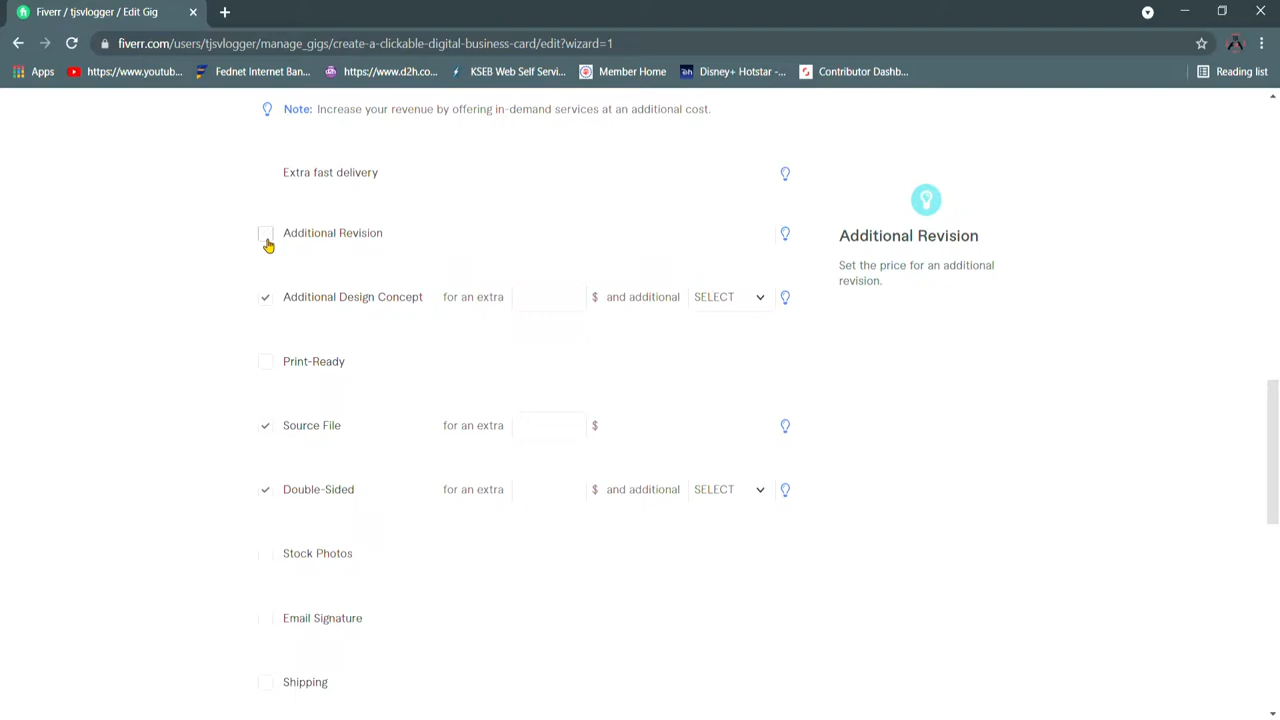 Fiverr / tjsvlogger / Edit Gig
fiverr.com/users/tjsvlogger/manage_gigs/create-a-clickable-digital-business-card/edit?wizard=1
Apps https://www.youtub... Fednet Internet Ban... https://www.d2h.co... KSEB Web Self Servi... Member Home Disney+ Hotstar -... Contributor Dashb... Reading list
Note: Increase your revenue by offering in-demand services at an additional cost.
Extra fast delivery
Additional Revision
Additional Revision
Set the price for an additional
revision.
Additional Design Concept for an extra $ and additional SELECT
Print-Ready
Source File for an extra $
Double-Sided for an extra $ and additional SELECT
Stock Photos
Email Signature
Shipping